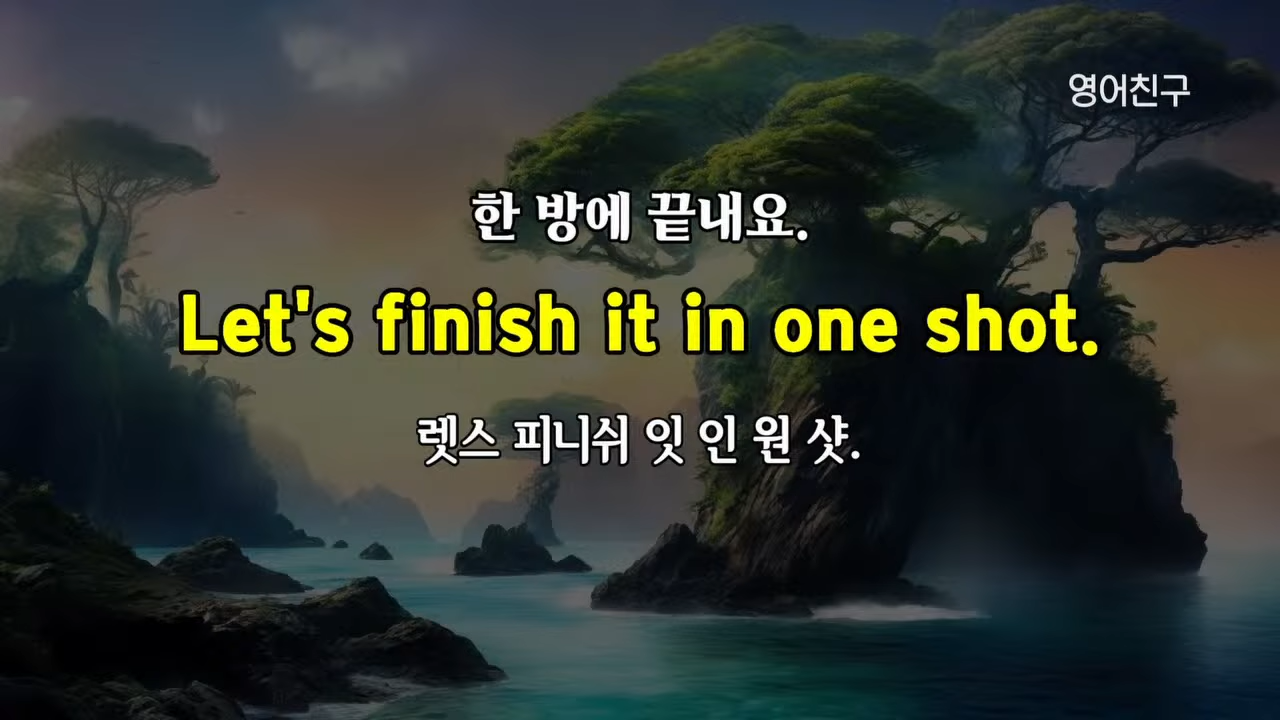 영어친구
한 방에 끝내요.
Let's finish it in one shot.
렛스 피니쉬 잇 인 원 샷.